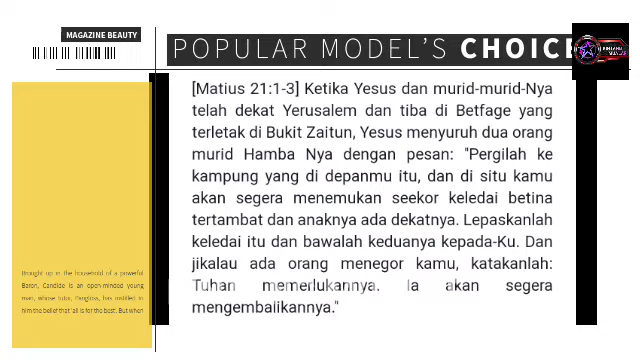 MAGAZINE BEAUTY
POPULAR MODEL'S CHOICE
[Matius 21:1-3] Ketika Yesus dan murid-murid-Nya
telah dekat Yerusalem dan tiba di Betfage yang
terletak di Bukit Zaitun, Yesus menyuruh dua orang
murid Hamba Nya dengan pesan: "Pergilah ke
kampung yang di depanmu itu, dan di situ kamu
akan segera menemukan seekor keledai betina
tertambat dan anaknya ada dekatnya. Lepaskanlah
keledai itu dan bawalah keduanya kepada-Ku. Dan
jikalau ada orang menegor kamu, katakanlah:
Tuhan memerlukannya. Ia akan segera
mengembalikannya."
Brought up in the household of a powerful
Baron, Candide is an open-minded young
man, whose tutor, Pangloss, has instilled in
him the belief that 'all is for the best'. But when